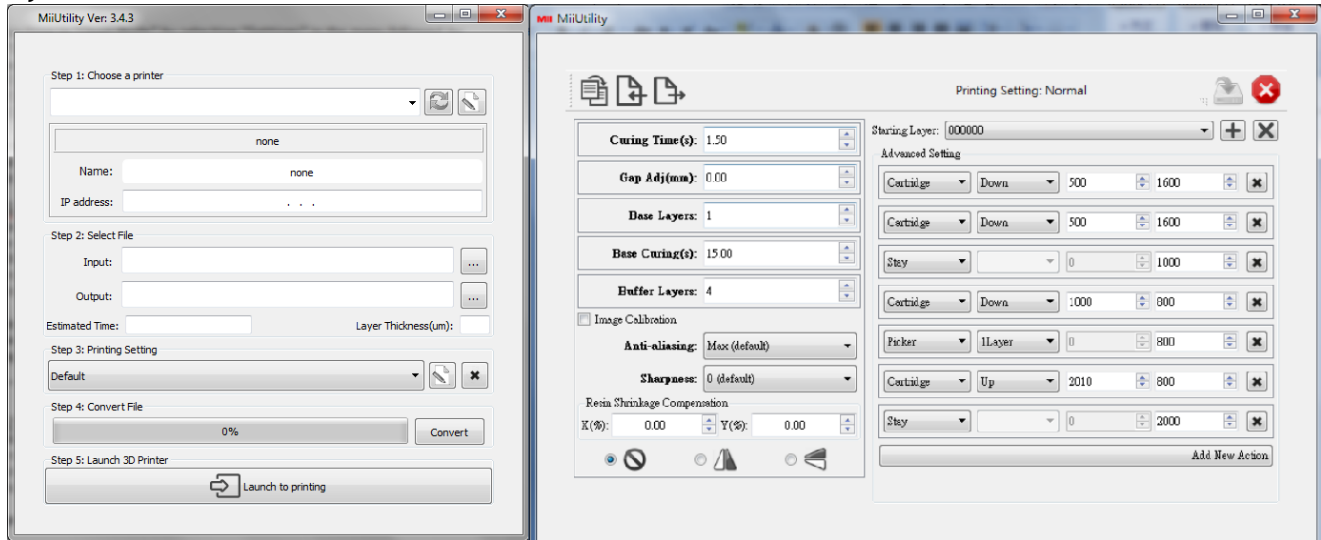 MiiUtility Ver: 3.4.3
Step 1: Choose a printer
none
Name: none
IP address: . . .
Step 2: Select File
Input: ...
Output: ...
Estimated Time: Layer Thickness(um):
Step 3: Printing Setting
Default
Step 4: Convert File
0% Convert
Step 5: Launch 3D Printer
Launch to printing
MII MiiUtility
Printing Setting: Normal
Curing Time(s): 1.50
Gap Adj(mm): 0.00
Base Layers: 1
Base Curing(s): 15.00
Buffer Layers: 4
Image Calibration
Anti-aliasing: Max (default)
Sharpness: 0 (default)
Resin Shrinkage Compensation
X(%): 0.00 Y(%): 0.00
Staring Layer: 000000
Advanced Setting
Cartridge Down 500 1600
Cartridge Down 500 1600
Stay 0 1000
Cartridge Down 1000 800
Picker 1Layer 0 800
Cartridge Up 2010 800
Stay 0 2000
Add New Action